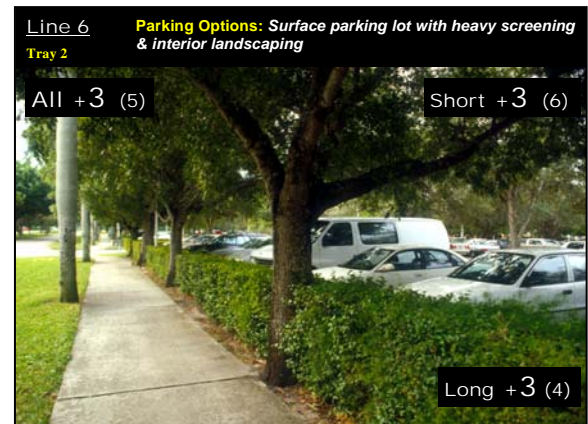 Line 6
Tray 2
Parking Options: Surface parking lot with heavy screening
& interior landscaping
All +3 (5)
Short +3 (6)
Long +3 (4)